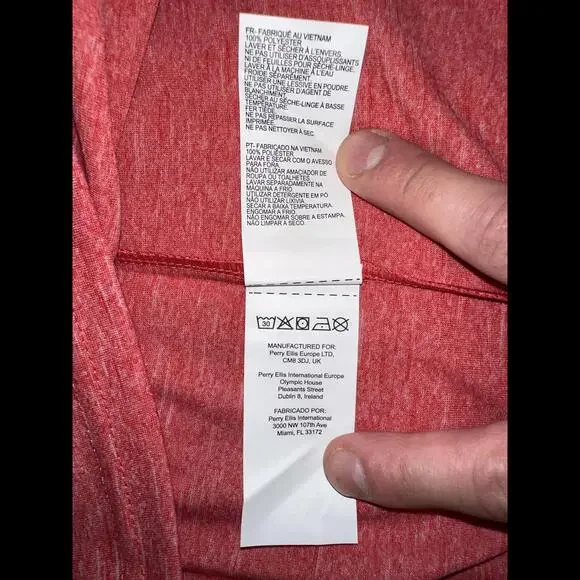 FR- FABRIQUÉ AU VIETNAM
100% POLYESTER
LAVER ET SÉCHER À L'ENVERS.
NE PAS UTILISER D'ASSOUPLISSANTS
NI DE FEUILLES POUR SÈCHE-LINGE.
LAVER À LA MACHINE À L'EAU
FROIDE SÉPARÉMENT.
UTILISER UNE LESSIVE EN POUDRE.
NE PAS UTILISER D'AGENT DE
BLANCHIMENT.
SÉCHER AU SÈCHE-LINGE À BASSE
TEMPÉRATURE.
FER TIÈDE.
NE PAS REPASSER LA SURFACE
IMPRIMÉE.
NE PAS NETTOYER À SEC.
PT- FABRICADO NA VIETNAM.
100% POLIÉSTER
LAVAR E SECAR COM O AVESSO
PARA FORA.
NÃO UTILIZAR AMACIADOR DE
ROUPA OU TOALHETES.
LAVAR SEPARADAMENTE NA
MÁQUINA A FRIO.
UTILIZAR DETERGENTE EM PÓ
NÃO UTILIZAR LIXIVIA.
SECAR A BAIXA TEMPERATURA.
ENGOMAR A FRIO.
NÃO ENGOMAR SOBRE A ESTAMPA.
NÃO LIMPAR A SECO.
30
MANUFACTURED FOR:
Perry Ellis Europe LTD,
CM8 3DJ, UK
Perry Ellis International Europe
Olympic House
Pleasants Street
Dublin 8, Ireland
FABRICADO POR:
Perry Ellis International
3000 NW 107th Ave
Miami, FL 33172